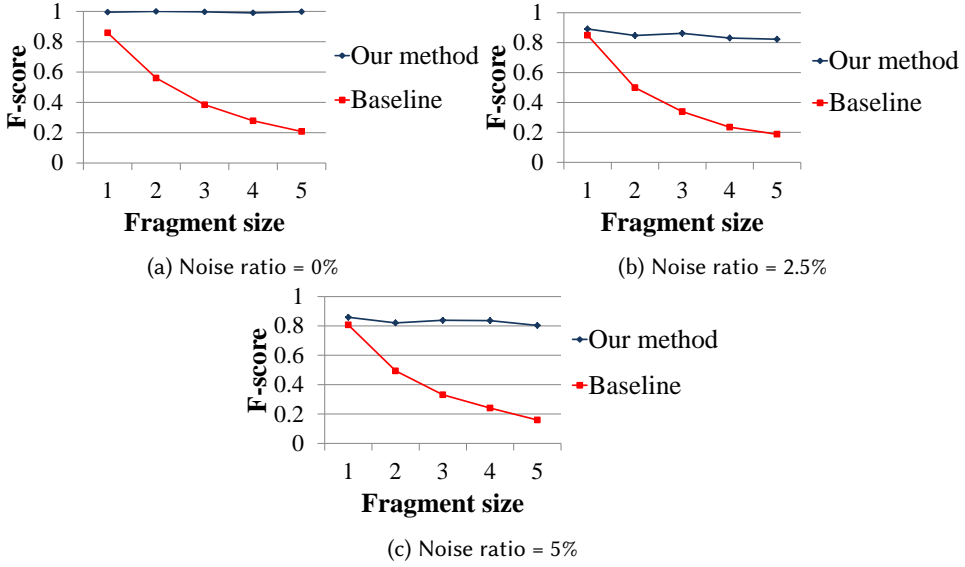 1
0.8
0.6
0.4
0.2
0
F-score
1 2 3 4 5
Fragment size
Our method
Baseline
(a) Noise ratio = 0%
1
0.8
0.6
0.4
0.2
0
F-score
1 2 3 4 5
Fragment size
Our method
Baseline
(b) Noise ratio = 2.5%
1
0.8
0.6
0.4
0.2
0
F-score
1 2 3 4 5
Fragment size
Our method
Baseline
(c) Noise ratio = 5%